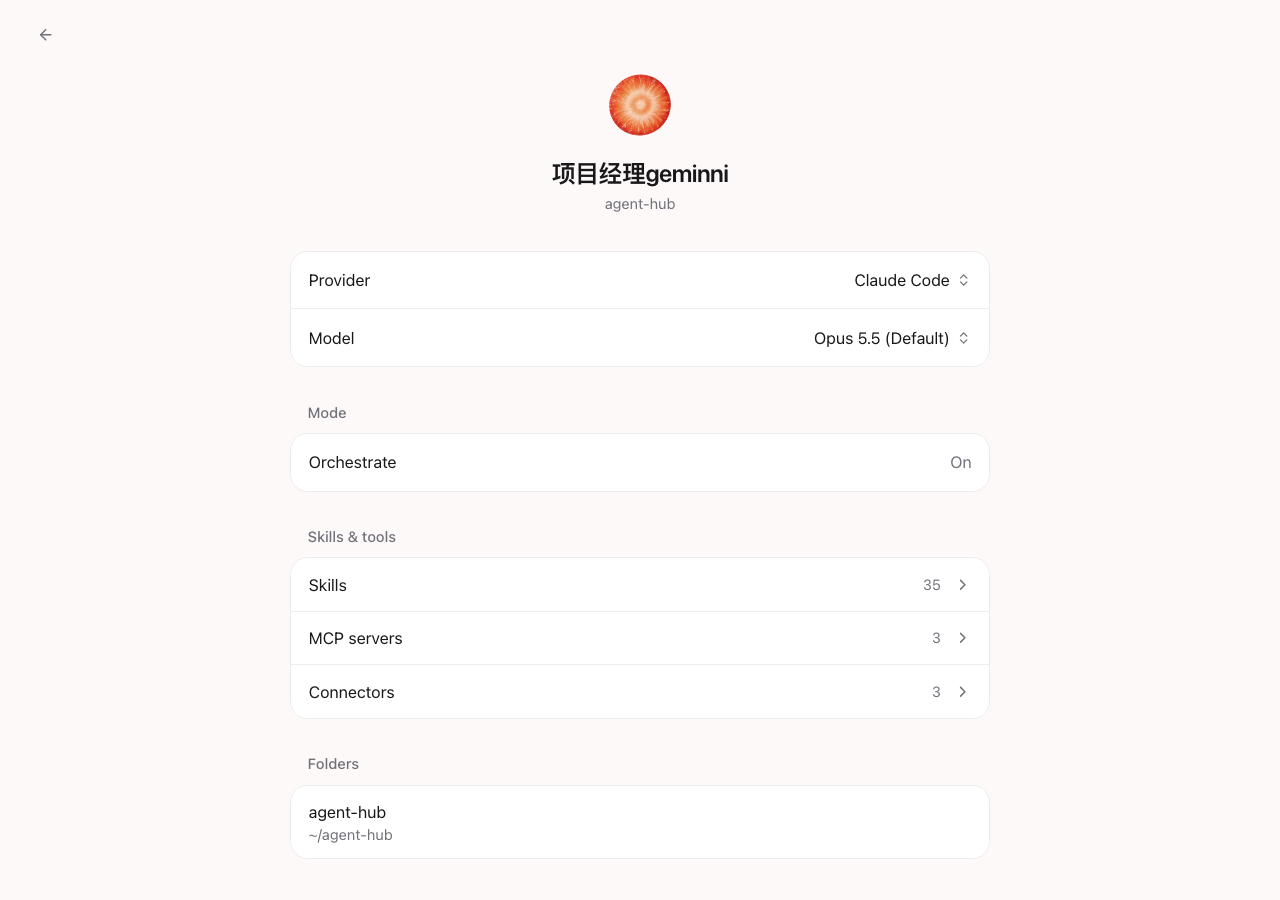 项目经理geminni
agent-hub
Provider
Claude Code
Model
Opus 5.5 (Default)
Mode
Orchestrate
On
Skills & tools
Skills
35
MCP servers
3
Connectors
3
Folders
agent-hub
~/agent-hub